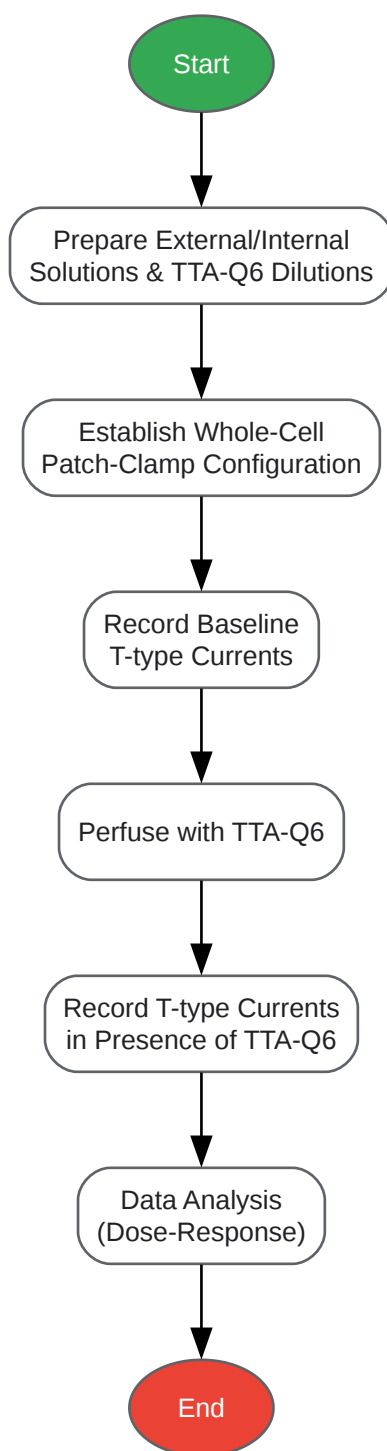 Start
Prepare External/Internal
Solutions & TTA-Q6 Dilutions
Establish Whole-Cell
Patch-Clamp Configuration
Record Baseline
T-type Currents
Perfuse with TTA-Q6
Record T-type Currents
in Presence of TTA-Q6
Data Analysis
(Dose-Response)
End